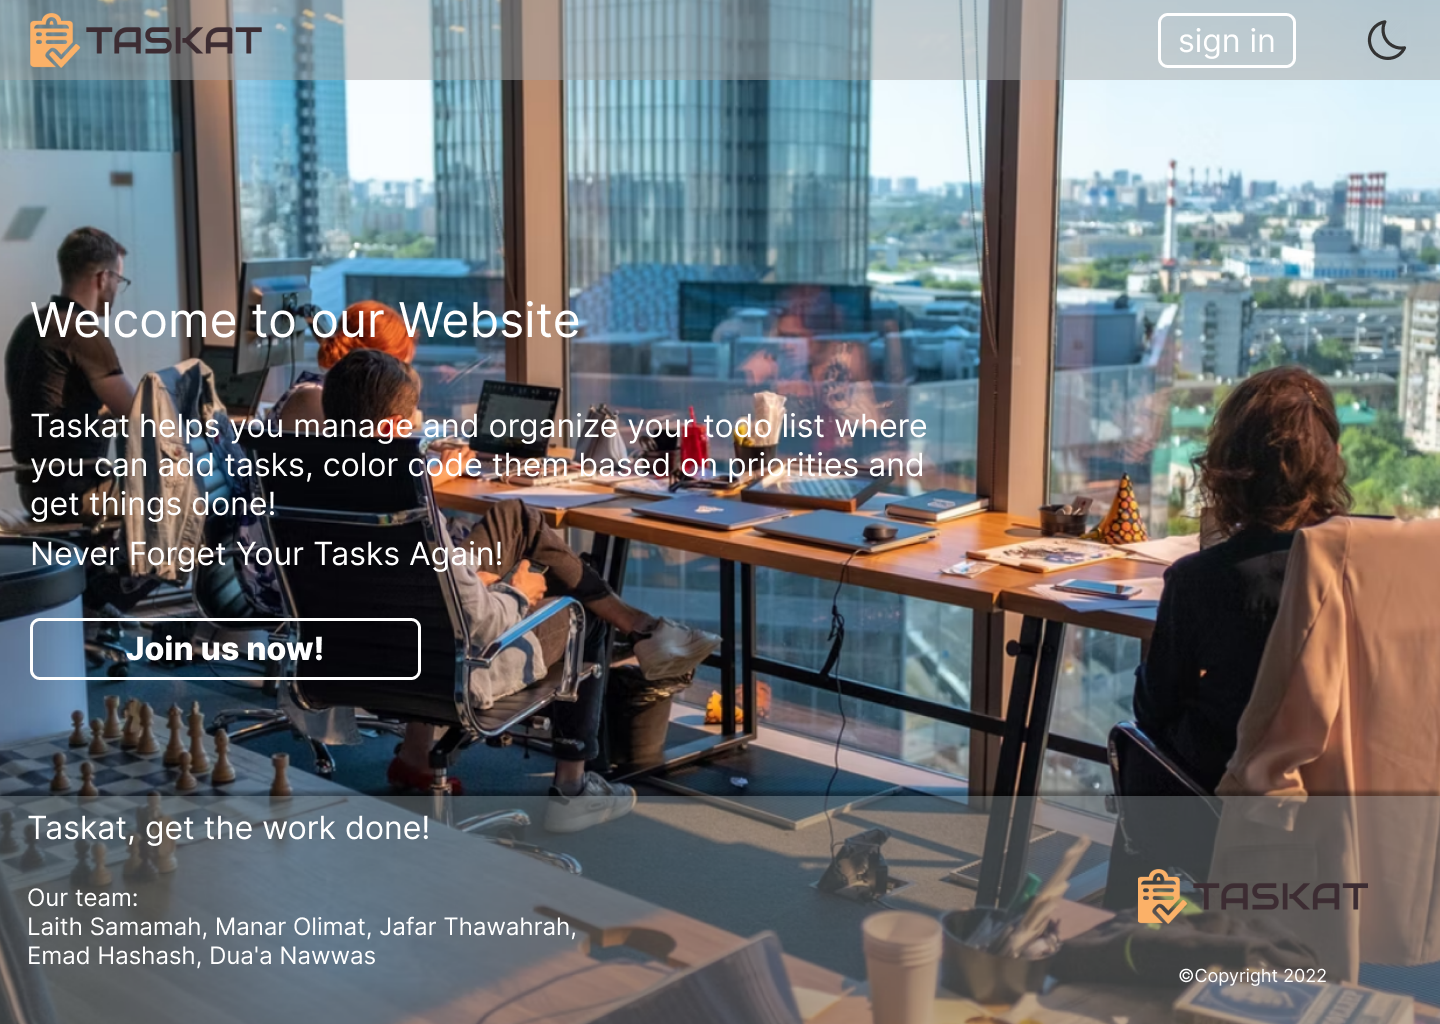 TASKAT
sign in
Welcome to our Website
Taskat helps you manage and organize your todo list where
you can add tasks, color code them based on priorities and
get things done!
Never Forget Your Tasks Again!
Join us now!
Taskat, get the work done!
Our team:
Laith Samamah, Manar Olimat, Jafar Thawahrah,
Emad Hashash, Dua'a Nawwas
TASKAT
©Copyright 2022